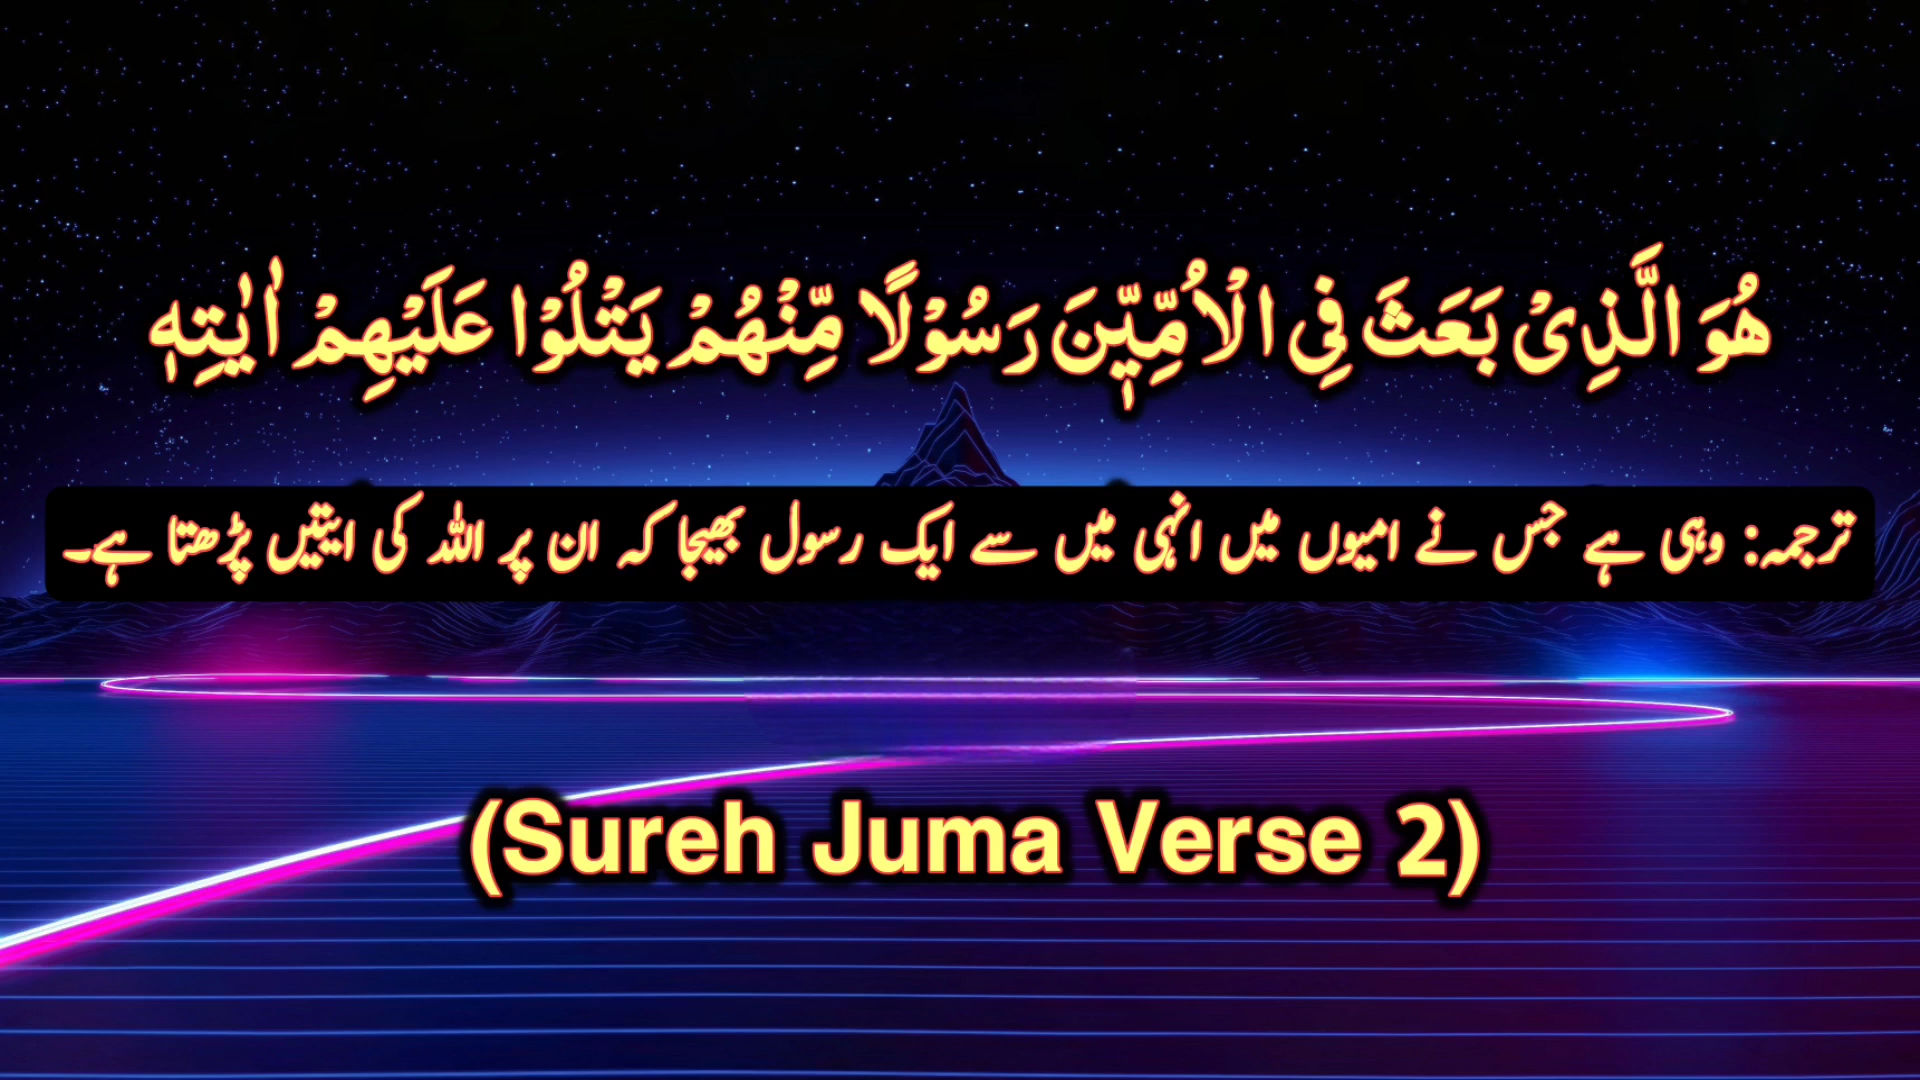 هُوَ الَّذِیْ بَعَثَ فِی الْاُمِّیّٖنَ رَسُوْلًا مِّنْهُمْ یَتْلُوْا عَلَیْهِمْ اٰیٰتِهٖ
ترجمہ: وہی ہے جس نے امیوں میں انہی میں سے ایک رسول بھیجا کہ ان پر اللہ کی ایتیں پڑھتا ہے۔
(Sureh Juma Verse 2)